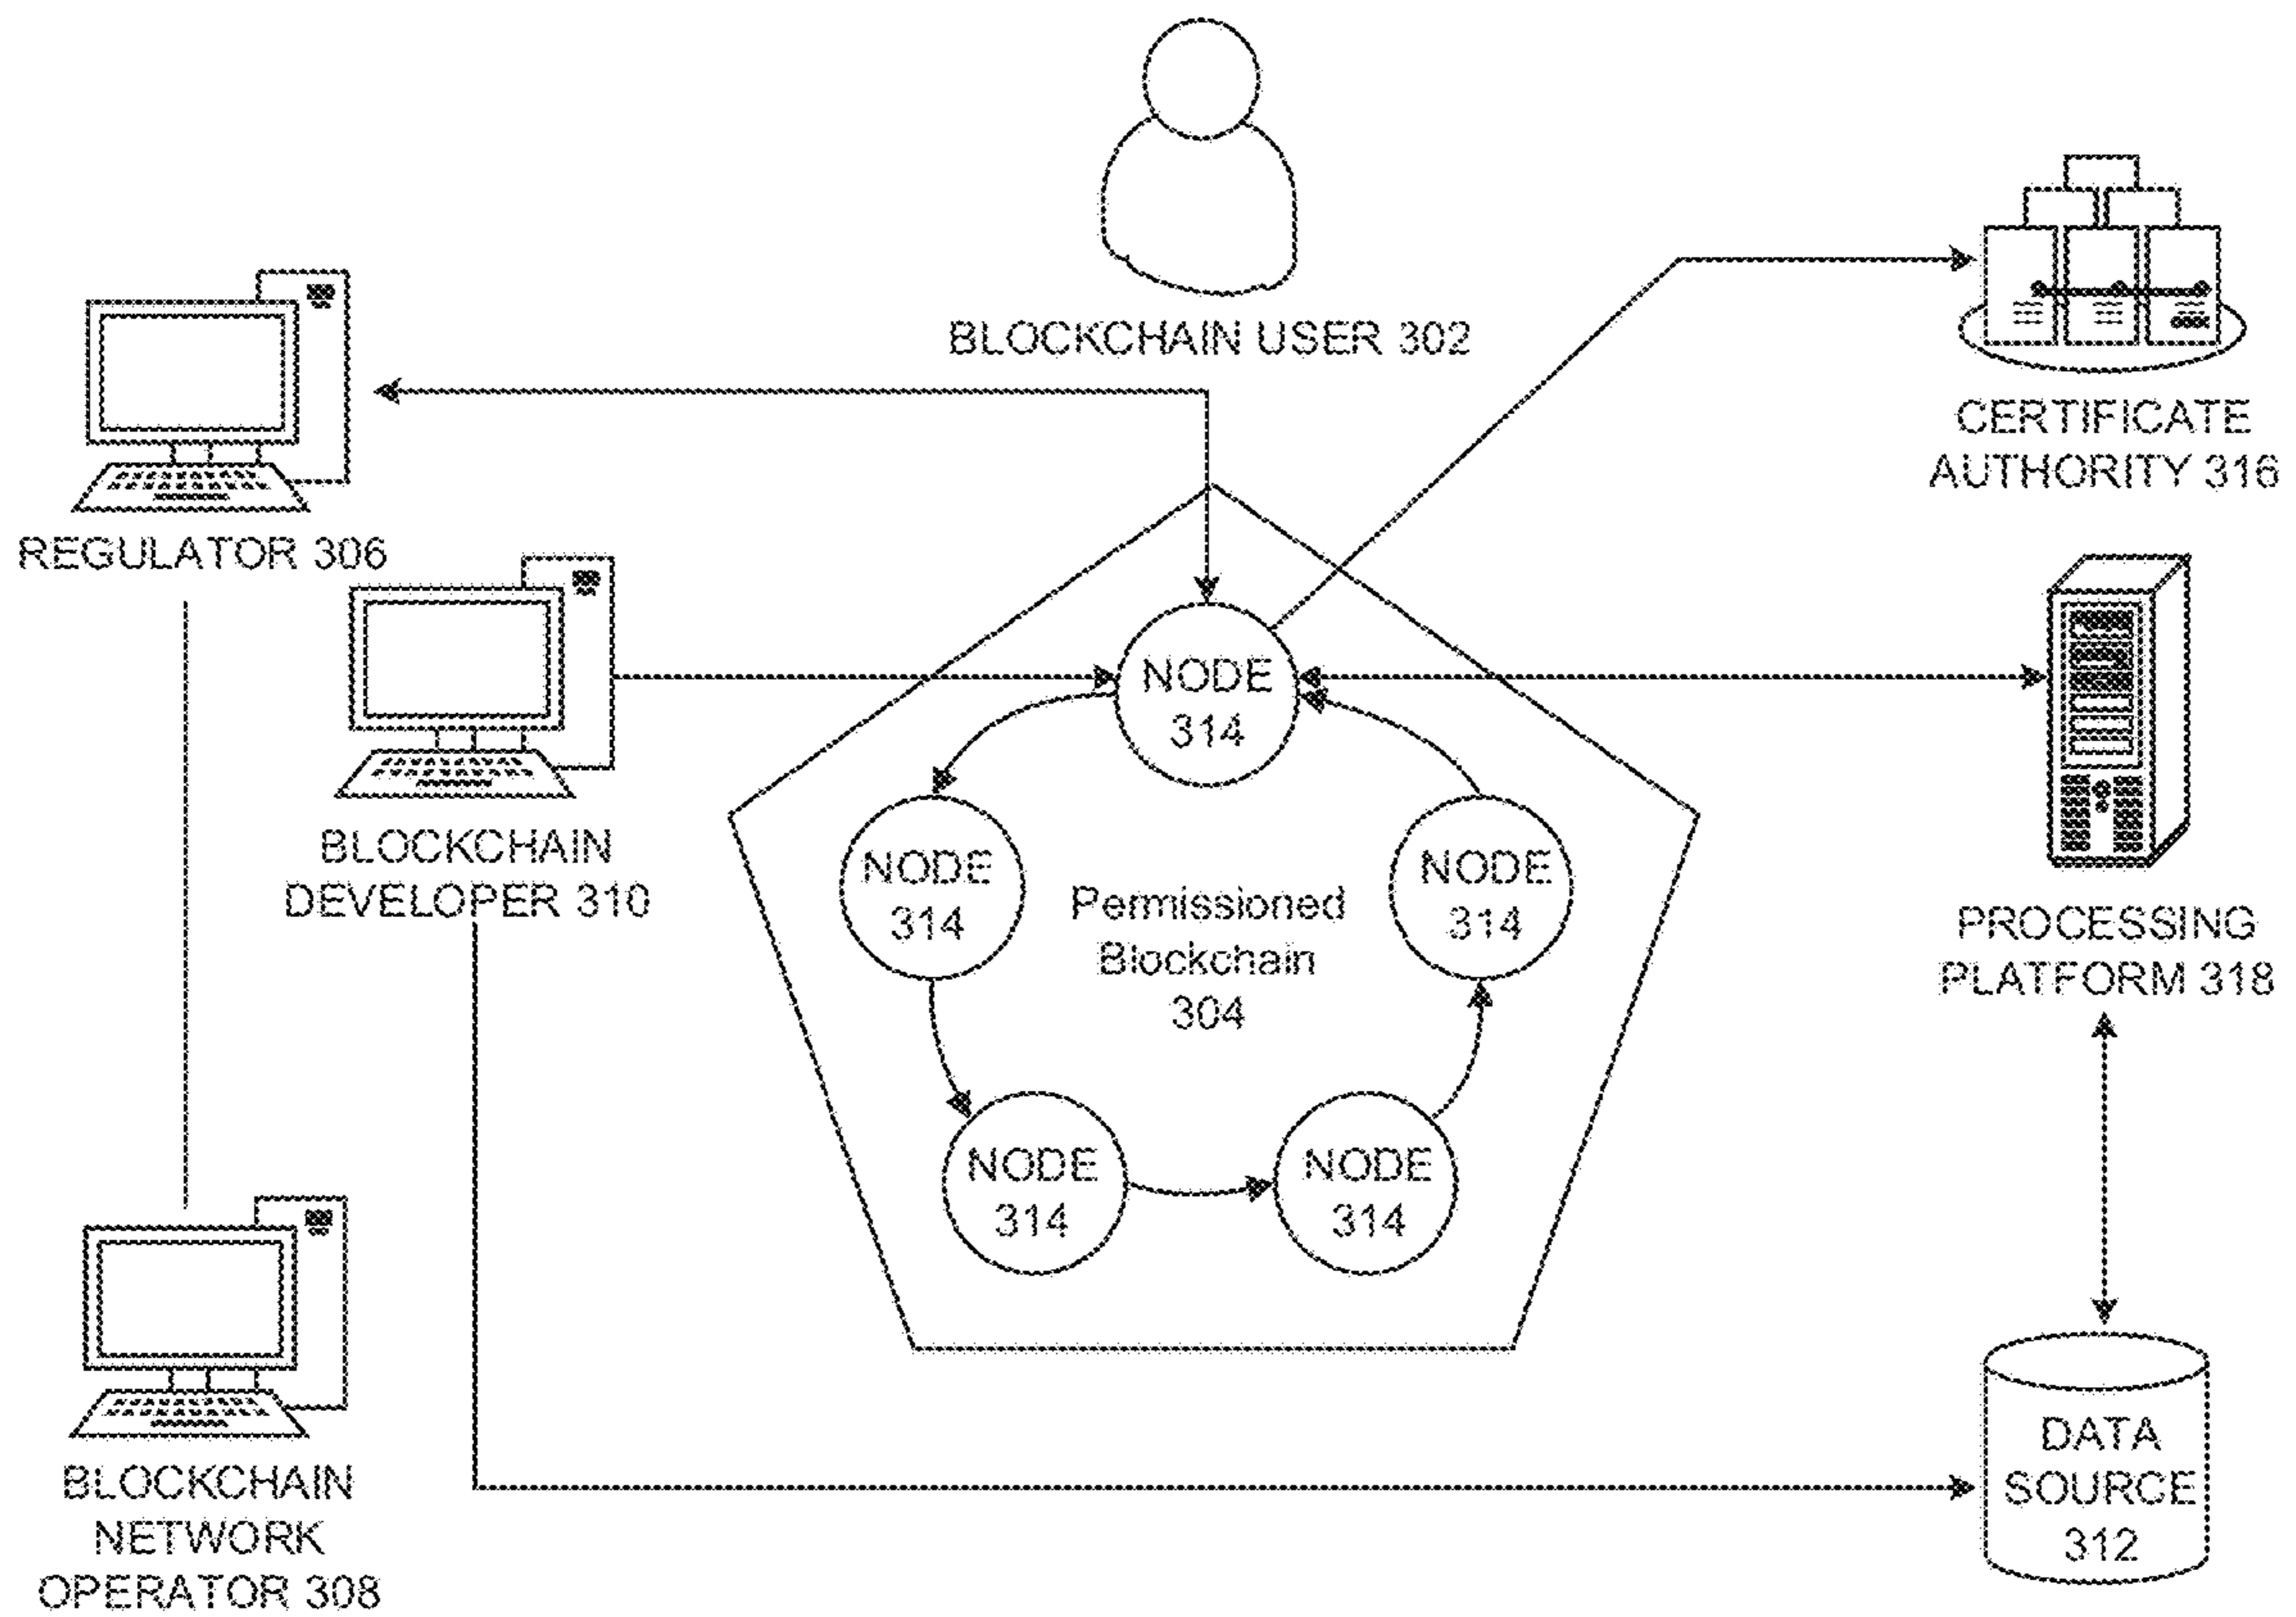 BLOCKCHAIN USER 302
CERTIFICATE
AUTHORITY 316
REGULATOR 306
NODE
314
BLOCKCHAIN
DEVELOPER 310
NODE
314
Permissioned
Blockchain
304
NODE
314
PROCESSING
PLATFORM 318
NODE
314
NODE
314
BLOCKCHAIN
NETWORK
OPERATOR 308
DATA
SOURCE
312